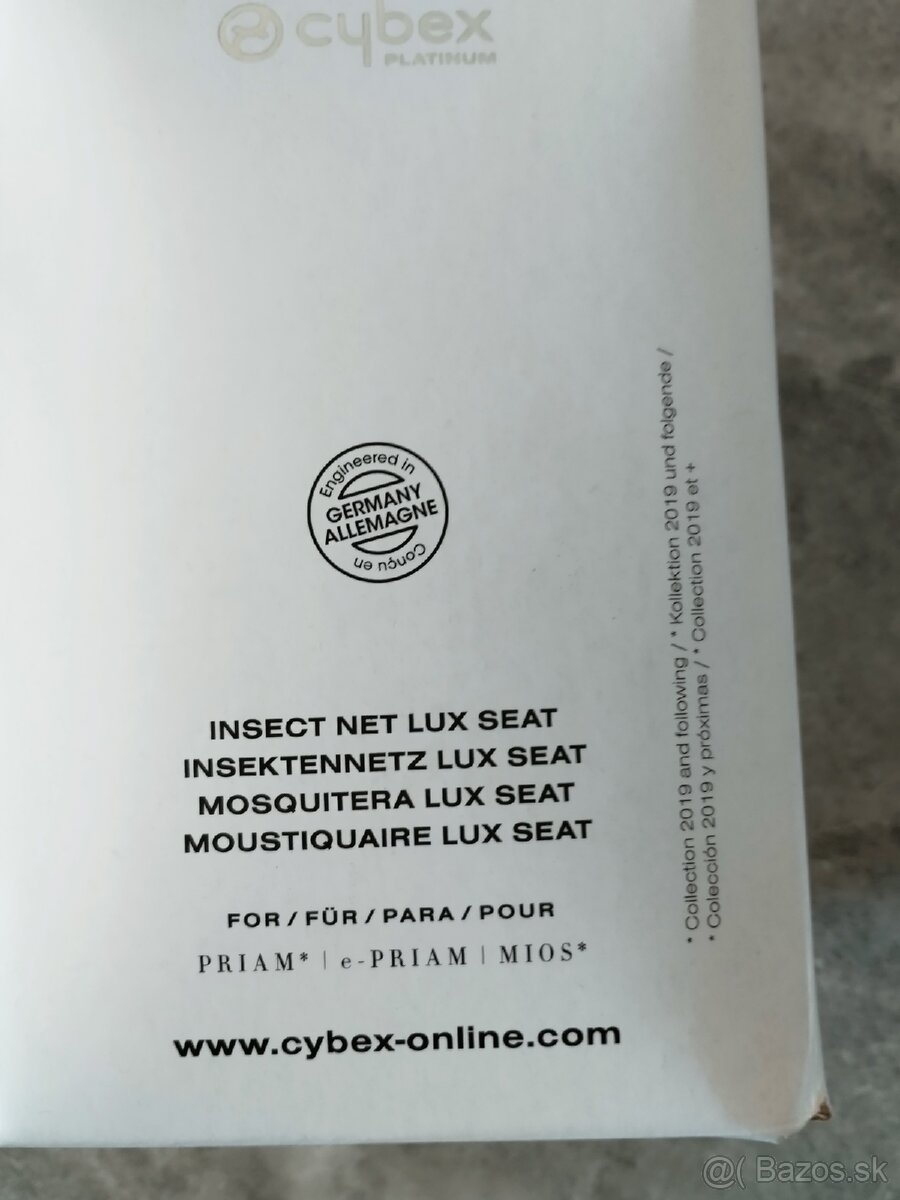 cybex
PLATINUM
Engineered in
GERMANY
ALLEMAGNE
Conçu en
INSECT NET LUX SEAT
INSEKTENNETZ LUX SEAT
MOSQUITERA LUX SEAT
MOUSTIQUAIRE LUX SEAT
FOR / FÜR / PARA / POUR
PRIAM* | e-PRIAM | MIOS*
www.cybex-online.com
* Collection 2019 and following / * Kollektion 2019 und folgende /
* Colección 2019 y próximas / * Collection 2019 et +
@( Bazos.sk